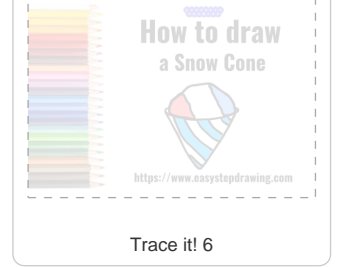 How to draw
a Snow Cone
https://www.easystepdrawing.com
Trace it! 6